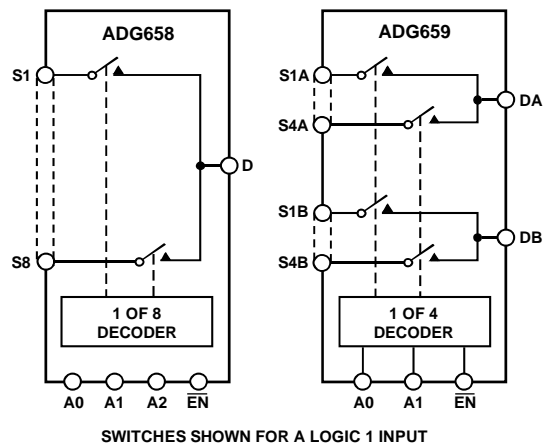 ADG658
S1
D
S8
1 OF 8
DECODER
A0 A1 A2 EN
ADG659
S1A
DA
S4A
S1B
DB
S4B
1 OF 4
DECODER
A0 A1 EN
SWITCHES SHOWN FOR A LOGIC 1 INPUT